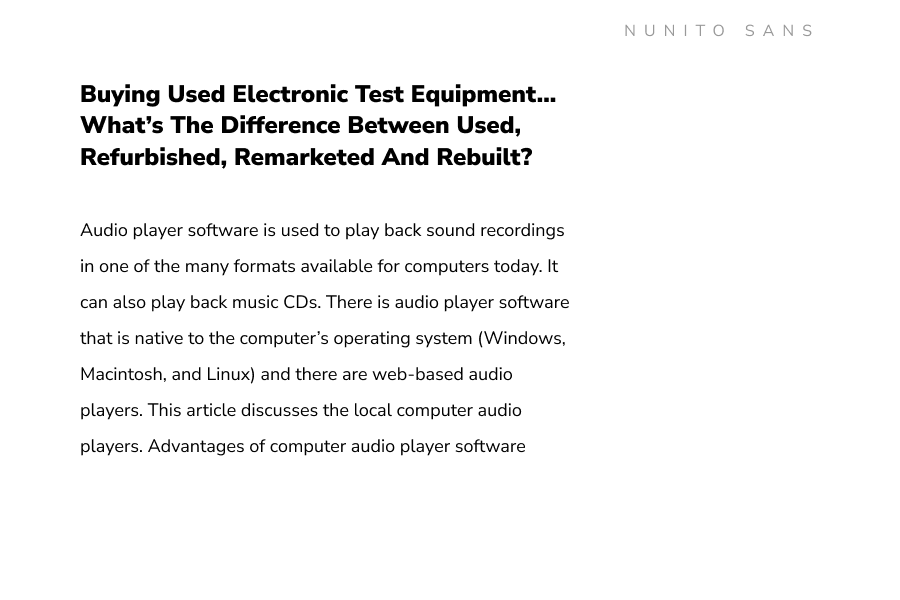 NUNITO SANS
Buying Used Electronic Test Equipment…
What’s The Difference Between Used,
Refurbished, Remarketed And Rebuilt?
Audio player software is used to play back sound recordings
in one of the many formats available for computers today. It
can also play back music CDs. There is audio player software
that is native to the computer’s operating system (Windows,
Macintosh, and Linux) and there are web-based audio
players. This article discusses the local computer audio
players. Advantages of computer audio player software